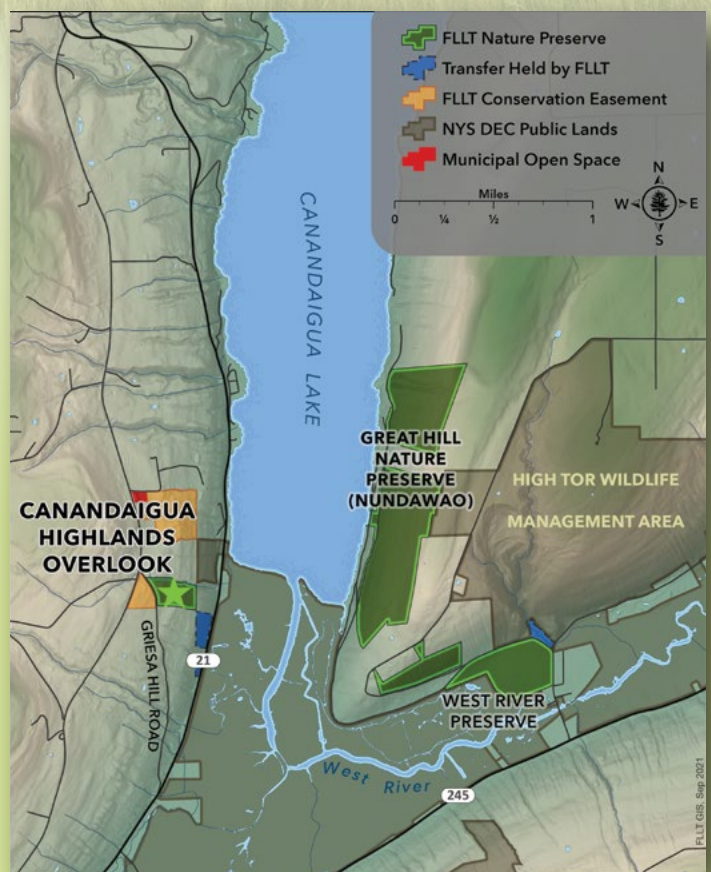 FLLT Nature Preserve
Transfer Held by FLLT
FLLT Conservation Easement
NYS DEC Public Lands
Municipal Open Space
Miles
0 ¼ ½ 1
N
W E
S
CANANDAIGUA LAKE
GREAT HILL
NATURE
PRESERVE
(NUNDAWAO)
HIGH TOR WILDLIFE
MANAGEMENT AREA
CANANDAIGUA
HIGHLANDS
OVERLOOK
GRIESA HILL ROAD
21
WEST RIVER
PRESERVE
West River
245
FLLT GIS, Sep 2021